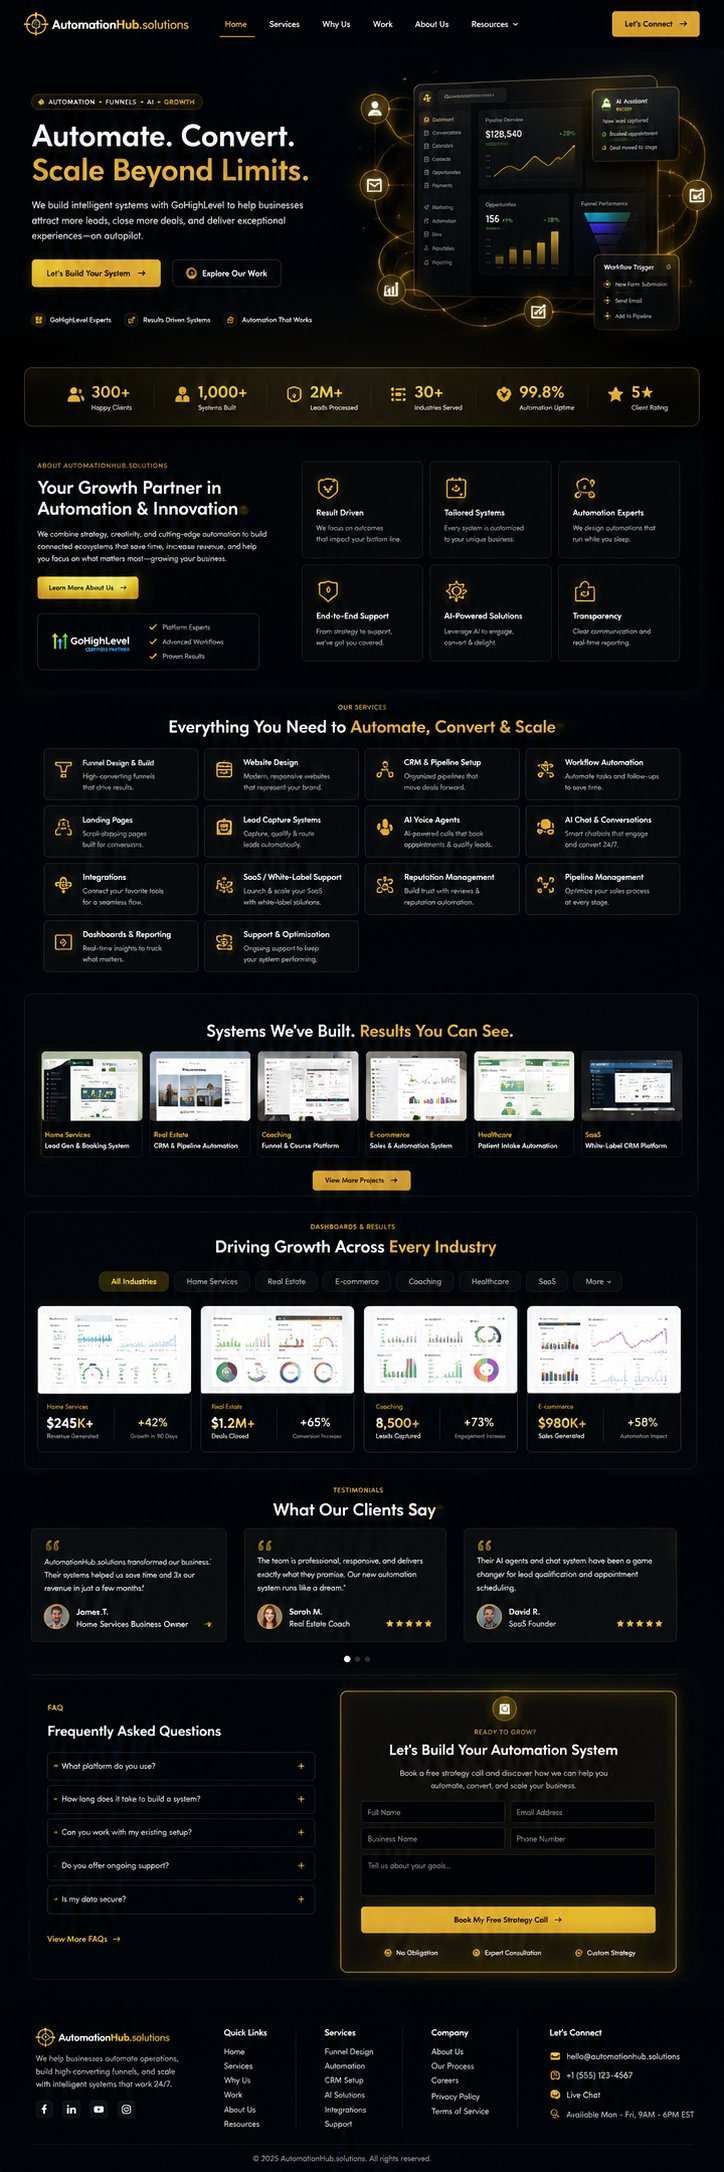 AutomationHub.solutions
Home
Services
Why Us
Work
About Us
Resources
Let's Connect →
AUTOMATION • FUNNELS • AI • GROWTH
Automate. Convert.
Scale Beyond Limits.
We build intelligent systems with GoHighLevel to help businesses
attract more leads, close more deals, and deliver exceptional
experiences—on autopilot.
Let's Build Your System →
Explore Our Work
GoHighLevel Experts
Results Driven Systems
Automation That Works
Dashboard
Conversations
Calendars
Contacts
Opportunities
Payments
Marketing
Automation
Sites
Reputation
Reporting
Pipeline Overview
$128,540
Opportunities
156
Funnel Performance
AI Assistant
New lead captured
Booked appointment
Deal moved to stage
Workflow Trigger
New Form Submission
Send Email
Add to Pipeline
300+
Happy Clients
1,000+
Systems Built
2M+
Leads Processed
30+
Industries Served
99.8%
Automation Uptime
5★
Client Rating
ABOUT AUTOMATIONHUB.SOLUTIONS
Your Growth Partner in
Automation & Innovation
We combine strategy, creativity, and cutting-edge automation to build
connected ecosystems that save time, increase revenue, and help
you focus on what matters most—growing your business.
Learn More About Us →
GoHighLevel
CERTIFIED PARTNER
Platform Experts
Advanced Workflows
Proven Results
Result Driven
We focus on outcomes
that impact your bottom line.
Tailored Systems
Every system is customized
to your unique business.
Automation Experts
We design automations that
run while you sleep.
End-to-End Support
From strategy to support,
we've got you covered.
AI-Powered Solutions
Leverage AI to engage,
convert & delight.
Transparency
Clear communication and
real-time reporting.
OUR SERVICES
Everything You Need to Automate, Convert & Scale
Funnel Design & Build
High-converting funnels
that drive results.
Website Design
Modern, responsive websites
that represent your brand.
CRM & Pipeline Setup
Organized pipelines that
move deals forward.
Workflow Automation
Automate tasks and follow-ups
to save time.
Landing Pages
Scroll-stopping pages
built for conversions.
Lead Capture Systems
Capture, qualify & route
leads automatically.
AI Voice Agents
AI-powered calls that book
appointments & qualify leads.
AI Chat & Conversations
Smart chatbots that engage
and convert 24/7.
Integrations
Connect your favorite tools
for a seamless flow.
SaaS / White-Label Support
Launch & scale your SaaS
with white-label solutions.
Reputation Management
Build trust with reviews &
reputation automation.
Pipeline Management
Optimize your sales process
at every stage.
Dashboards & Reporting
Real-time insights to track
what matters.
Support & Optimization
Ongoing support to keep
your system performing.
Systems We've Built. Results You Can See.
Home Services
Lead Gen & Booking System
Real Estate
CRM & Pipeline Automation
Coaching
Funnel & Course Platform
E-commerce
Sales & Automation System
Healthcare
Patient Intake Automation
SaaS
White-Label CRM Platform
View More Projects →
DASHBOARDS & RESULTS
Driving Growth Across Every Industry
All Industries
Home Services
Real Estate
E-commerce
Coaching
Healthcare
SaaS
More
Home Services
$245K+
Revenue Generated
+42%
Growth in 90 Days
Real Estate
$1.2M+
Deals Closed
+65%
Conversion Increase
Coaching
8,500+
Leads Captured
+73%
Engagement Increase
E-commerce
$980K+
Sales Generated
+58%
Automation Impact
TESTIMONIALS
What Our Clients Say
AutomationHub.solutions transformed our business.
Their systems helped us save time and 3x our
revenue in just a few months!
James T.
Home Services Business Owner
The team is professional, responsive, and delivers
exactly what they promise. Our new automation
system runs like a dream."
Sarah M.
Real Estate Coach
Their AI agents and chat system have been a game
changer for lead qualification and appointment
scheduling.
David R.
SaaS Founder
FAQ
Frequently Asked Questions
What platform do you use?
How long does it take to build a system?
Can you work with my existing setup?
Do you offer ongoing support?
Is my data secure?
View More FAQs →
READY TO GROW?
Let's Build Your Automation System
Book a free strategy call and discover how we can help you
automate, convert, and scale your business.
Full Name
Email Address
Business Name
Phone Number
Tell us about your goals...
Book My Free Strategy Call →
No Obligation
Expert Consultation
Custom Strategy
AutomationHub.solutions
We help businesses automate operations,
build high-converting funnels, and scale
with intelligent systems that work 24/7.
Quick Links
Home
Services
Why Us
Work
About Us
Resources
Services
Funnel Design
Automation
CRM Setup
AI Solutions
Integrations
Support
Company
About Us
Our Process
Careers
Privacy Policy
Terms of Service
Let's Connect
hello@automationhub.solutions
+1 (555) 123-4567
Live Chat
Available Mon - Fri, 9AM - 6PM EST
© 2025 AutomationHub.solutions. All rights reserved.